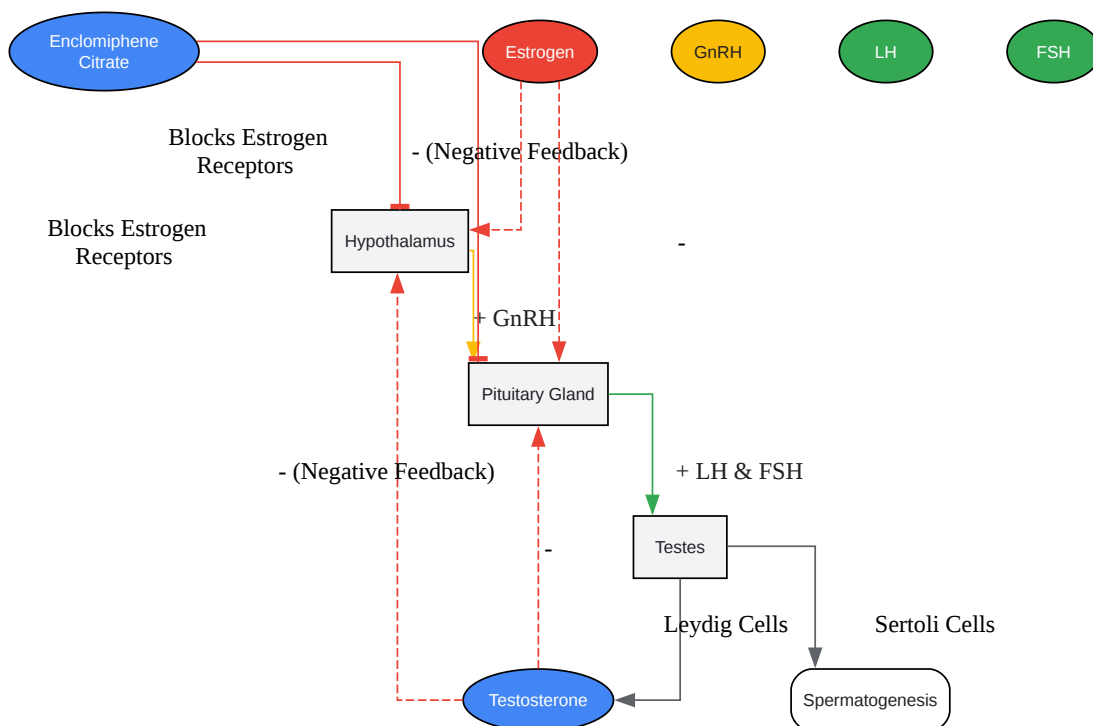 Enclomiphene
Citrate
Estrogen
GnRH
LH
FSH
Blocks Estrogen
Receptors
- (Negative Feedback)
Blocks Estrogen
Receptors
Hypothalamus
-
+ GnRH
Pituitary Gland
- (Negative Feedback)
+ LH & FSH
Testes
-
Leydig Cells
Sertoli Cells
Testosterone
Spermatogenesis